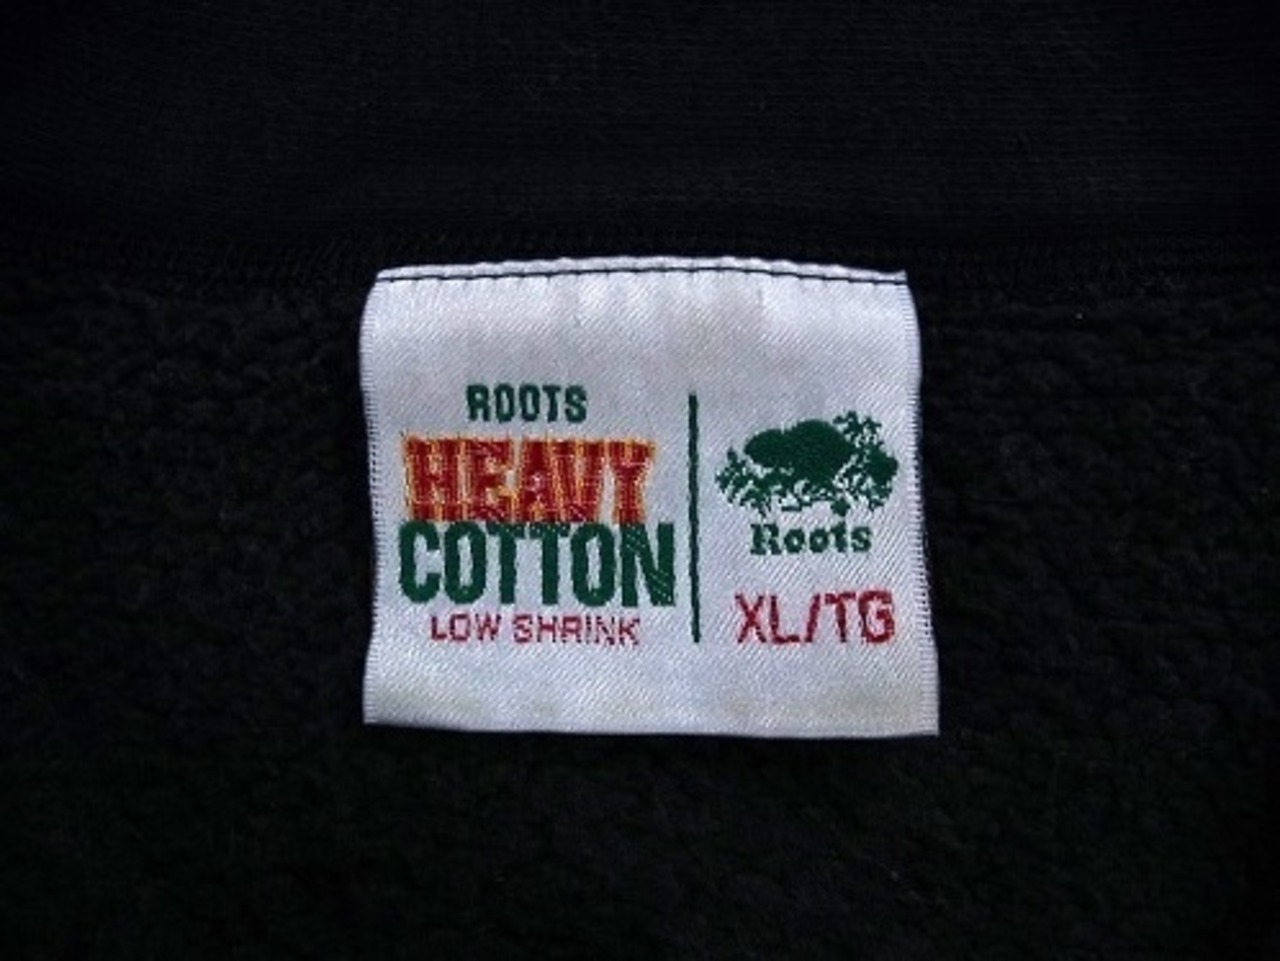 ROOTS
HEAVY
COTTON
LOW SHRINK
Roots
XL/TG